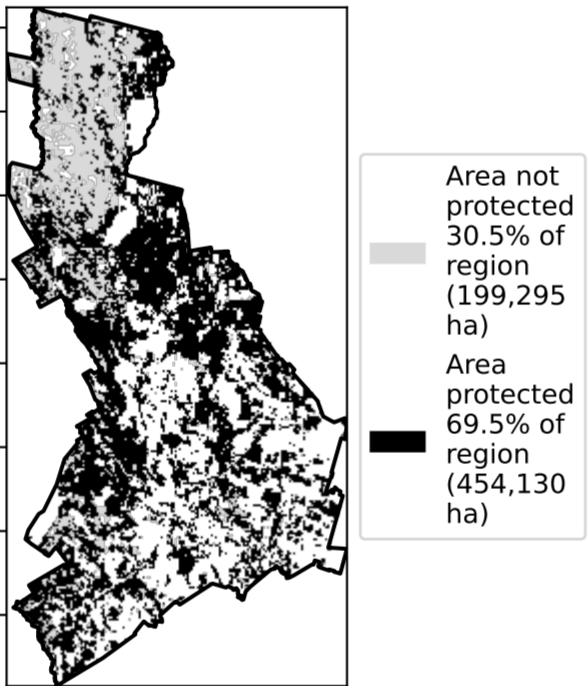 Area not
protected
30.5% of
region
(199,295
ha)
Area
protected
69.5% of
region
(454,130
ha)